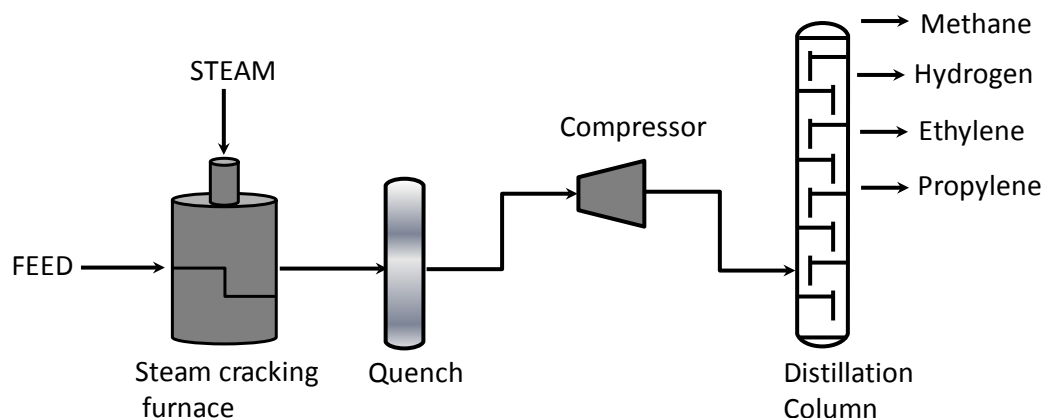 Methane
STEAM
Hydrogen
Compressor
Ethylene
Propylene
FEED
Steam cracking
furnace
Quench
Distillation
Column